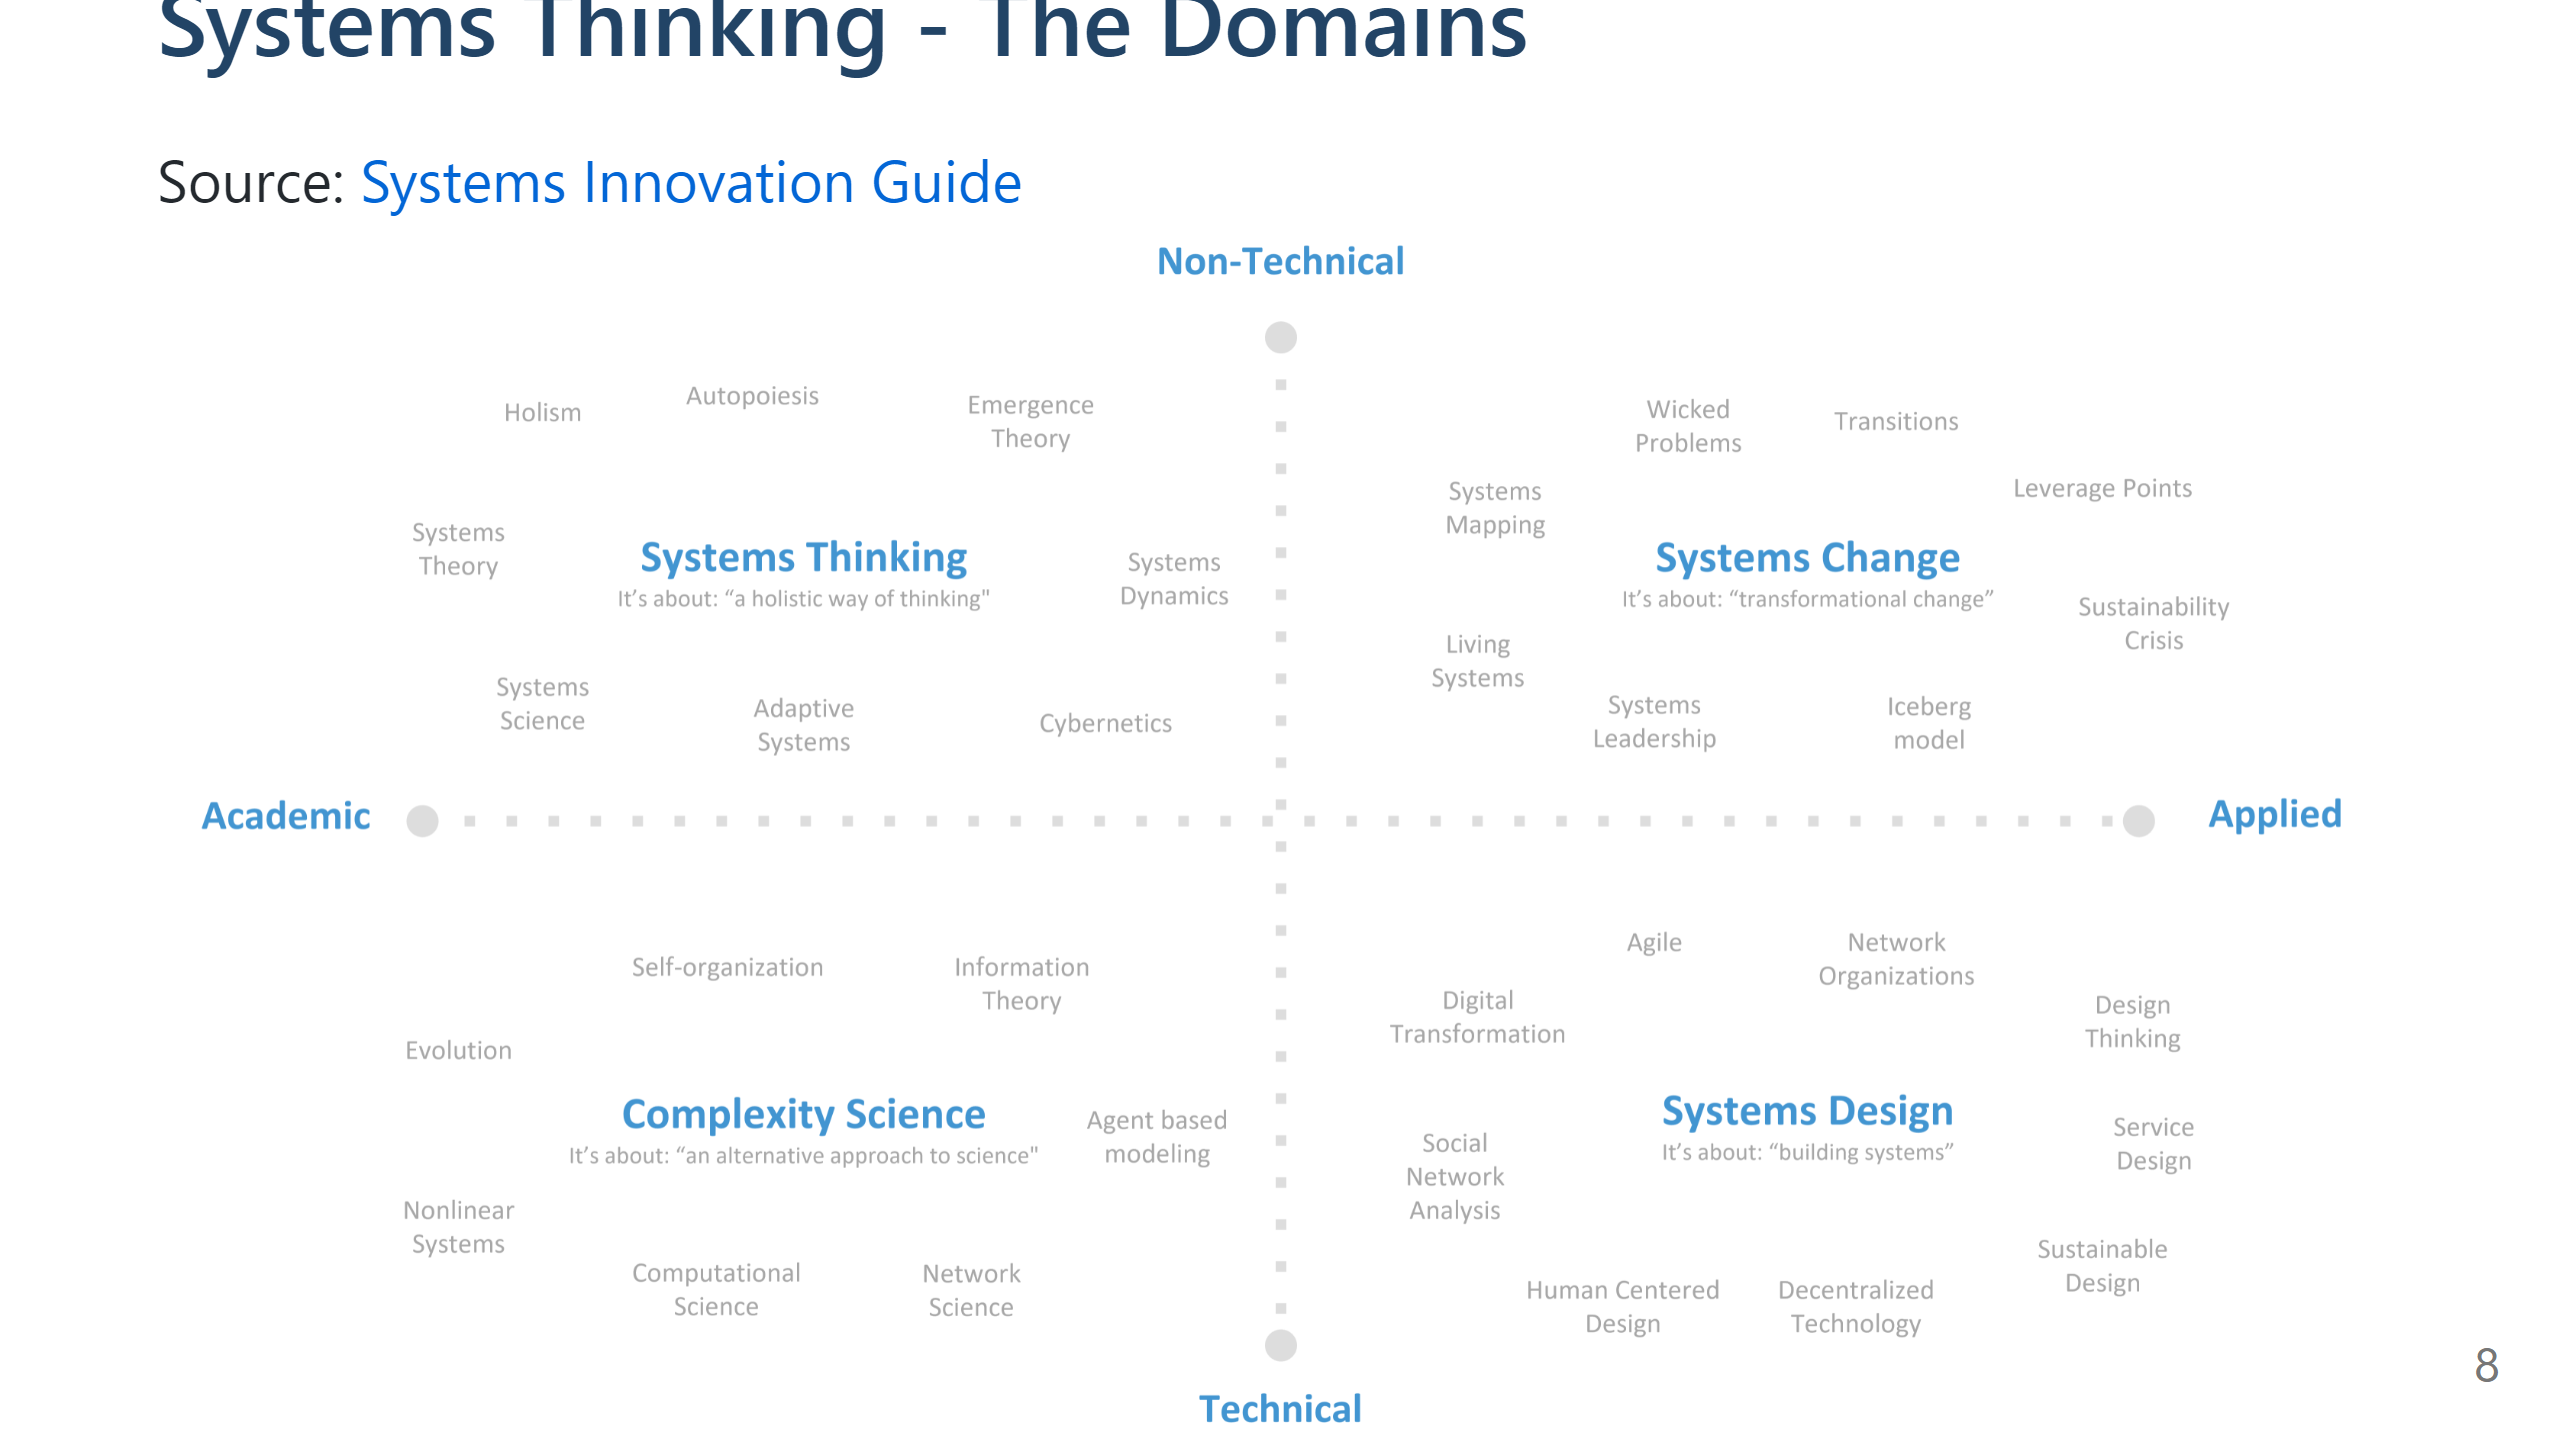 Systems Thinking - The Domains
Source: Systems Innovation Guide
Non-Technical
Holism
Autopoiesis
Emergence
Theory
Systems
Theory
Systems Thinking
It’s about: “a holistic way of thinking"
Systems
Dynamics
Systems
Science
Adaptive
Systems
Cybernetics
Wicked
Problems
Transitions
Systems
Mapping
Leverage Points
Systems Change
It’s about: “transformational change”
Sustainability
Crisis
Living
Systems
Systems
Leadership
Iceberg
model
Academic
Applied
Self-organization
Information
Theory
Evolution
Complexity Science
It’s about: “an alternative approach to science"
Agent based
modeling
Nonlinear
Systems
Computational
Science
Network
Science
Agile
Network
Organizations
Digital
Transformation
Design
Thinking
Systems Design
It’s about: “building systems”
Service
Design
Social
Network
Analysis
Sustainable
Design
Human Centered
Design
Decentralized
Technology
8
Technical